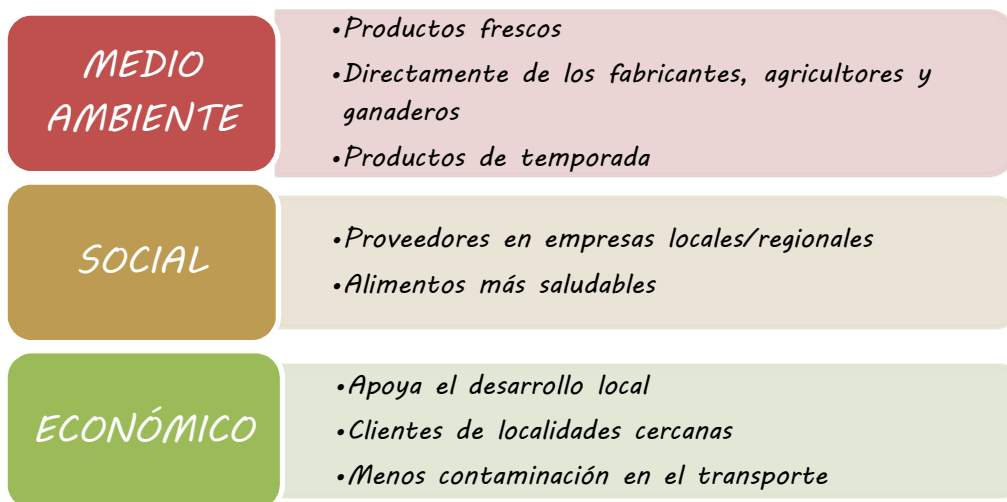 MEDIO
AMBIENTE
•Productos frescos
•Directamente de los fabricantes, agricultores y
ganaderos
•Productos de temporada
SOCIAL
•Proveedores en empresas locales/regionales
•Alimentos más saludables
ECONÓMICO
•Apoya el desarrollo local
•Clientes de localidades cercanas
•Menos contaminación en el transporte